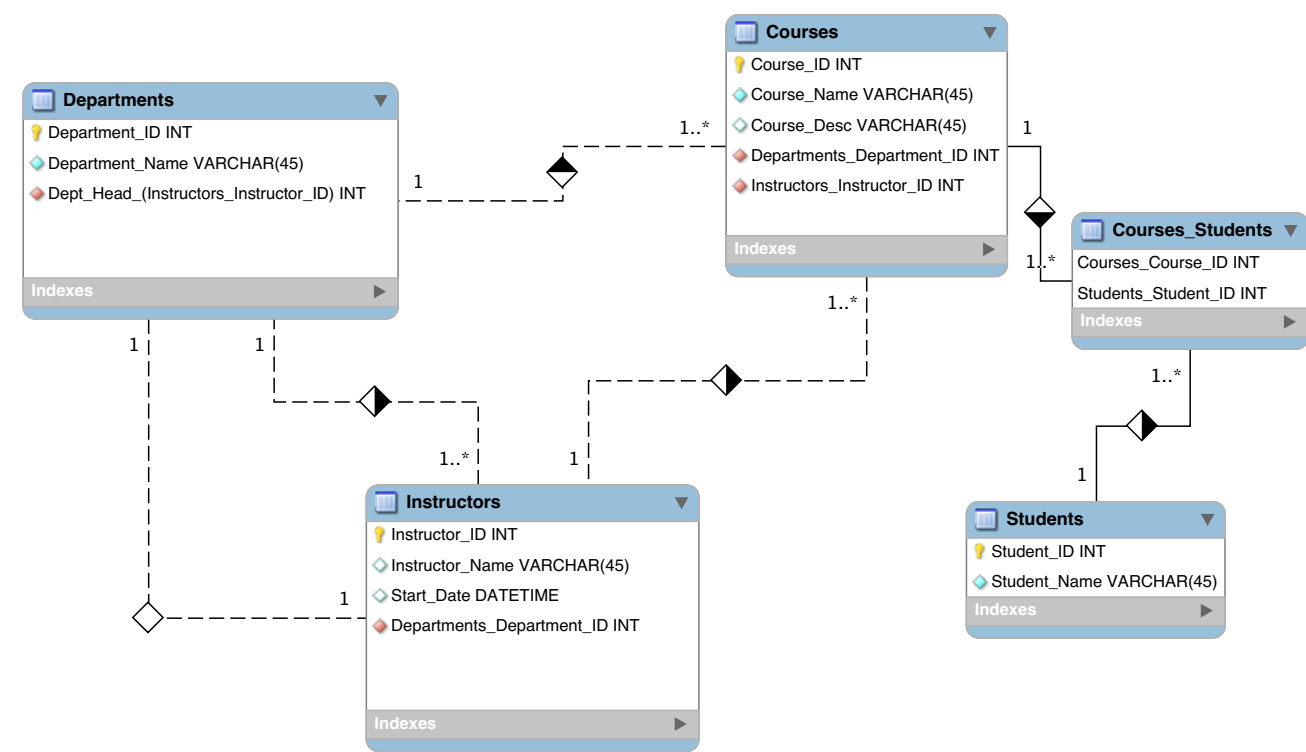 Departments
Department_ID INT
Department_Name VARCHAR(45)
Dept_Head_(Instructors_Instructor_ID) INT
Indexes
Courses
Course_ID INT
Course_Name VARCHAR(45)
Course_Desc VARCHAR(45)
Departments_Department_ID INT
Instructors_Instructor_ID INT
Indexes
Courses_Students
Courses_Course_ID INT
Students_Student_ID INT
Indexes
Instructors
Instructor_ID INT
Instructor_Name VARCHAR(45)
Start_Date DATETIME
Departments_Department_ID INT
Indexes
Students
Student_ID INT
Student_Name VARCHAR(45)
Indexes
1
1..*
1
1..*
1
1
1..*
1..*
1..*
1
1
1